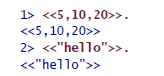 1> <<5,10,20>>.
<<5,10,20>>
2> <<"hello">>.
<<"hello">>